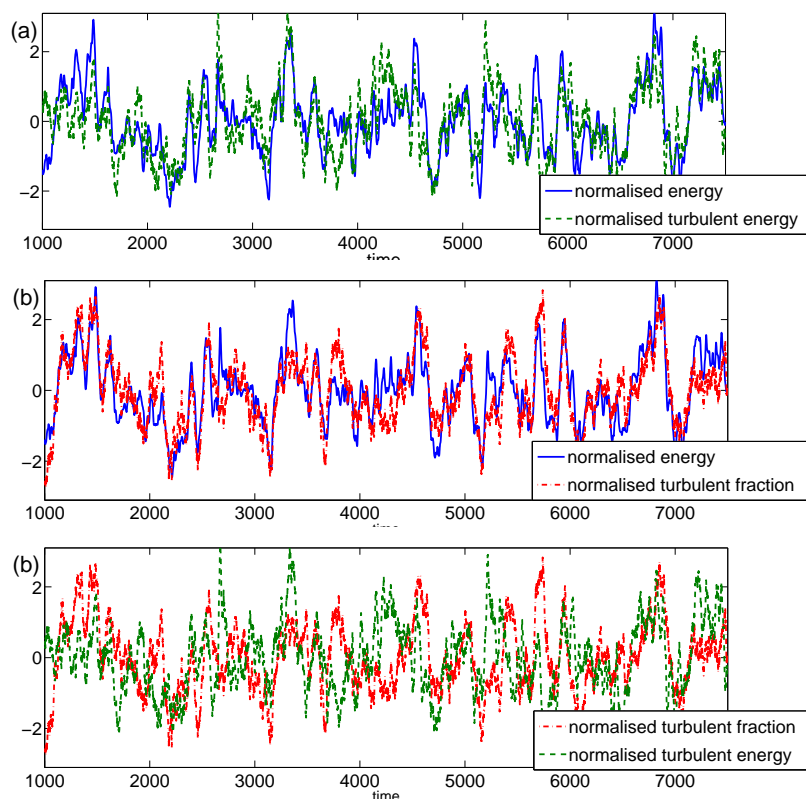 (a)
2
0
−2
1000 2000 3000 4000 5000 6000 7000
time
normalised energy
normalised turbulent energy
(b)
2
0
−2
1000 2000 3000 4000 5000 6000 7000
time
normalised energy
normalised turbulent fraction
(b)
2
0
−2
1000 2000 3000 4000 5000 6000 7000
time
normalised turbulent fraction
normalised turbulent energy